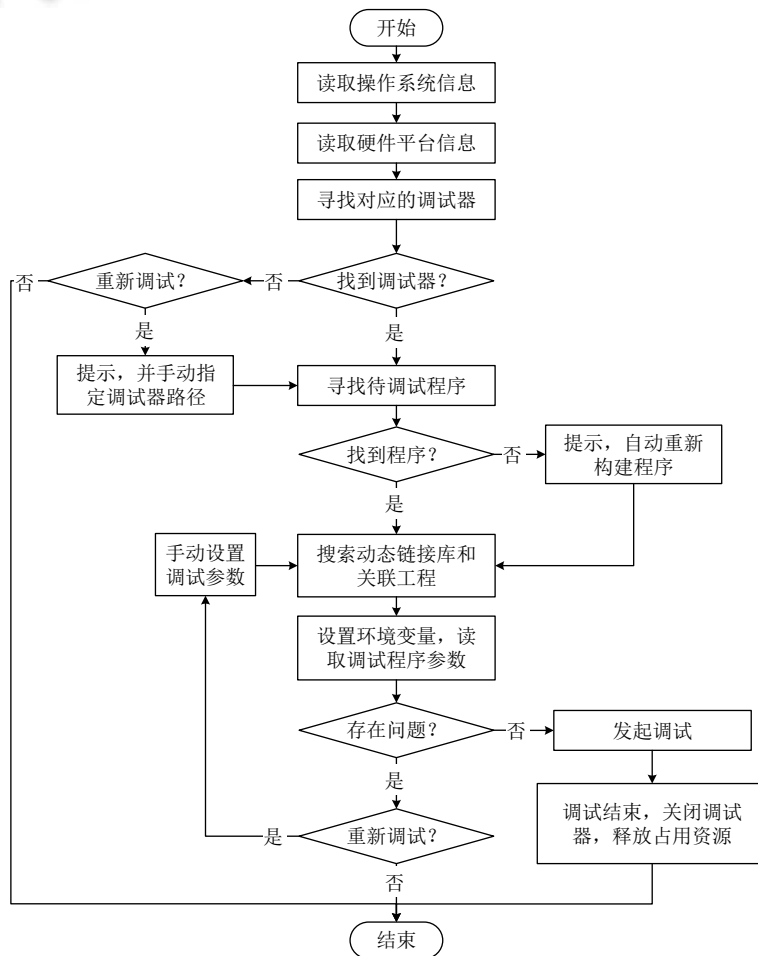 开始
读取操作系统信息
读取硬件平台信息
寻找对应的调试器
否
重新调试？
否
找到调试器？
是
是
提示，并手动指
定调试器路径
寻找待调试程序
找到程序？
否
提示，自动重新
构建程序
是
手动设置
调试参数
搜索动态链接库和
关联工程
设置环境变量，读
取调试程序参数
存在问题？
否
发起调试
是
调试结束，关闭调试
器，释放占用资源
是
重新调试？
否
结束